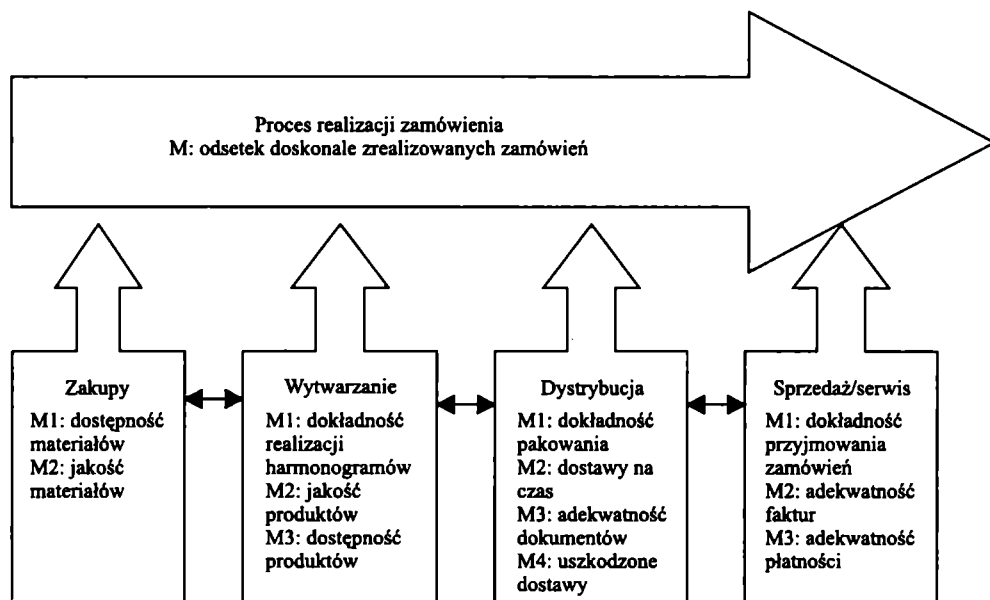 Proces realizacji zamówienia
M: odsetek doskonale zrealizowanych zamówień
Zakupy
M1: dostępność
materiałów
M2: jakość
materiałów
Wytwarzanie
M1: dokładność
realizacji
harmonogramów
M2: jakość
produktów
M3: dostępność
produktów
Dystrybucja
M1: dokładność
pakowania
M2: dostawy na
czas
M3: adekwatność
dokumentów
M4: uszkodzone
dostawy
Sprzedaż/serwis
M1: dokładność
przyjmowania
zamówień
M2: adekwatność
faktur
M3: adekwatność
płatności